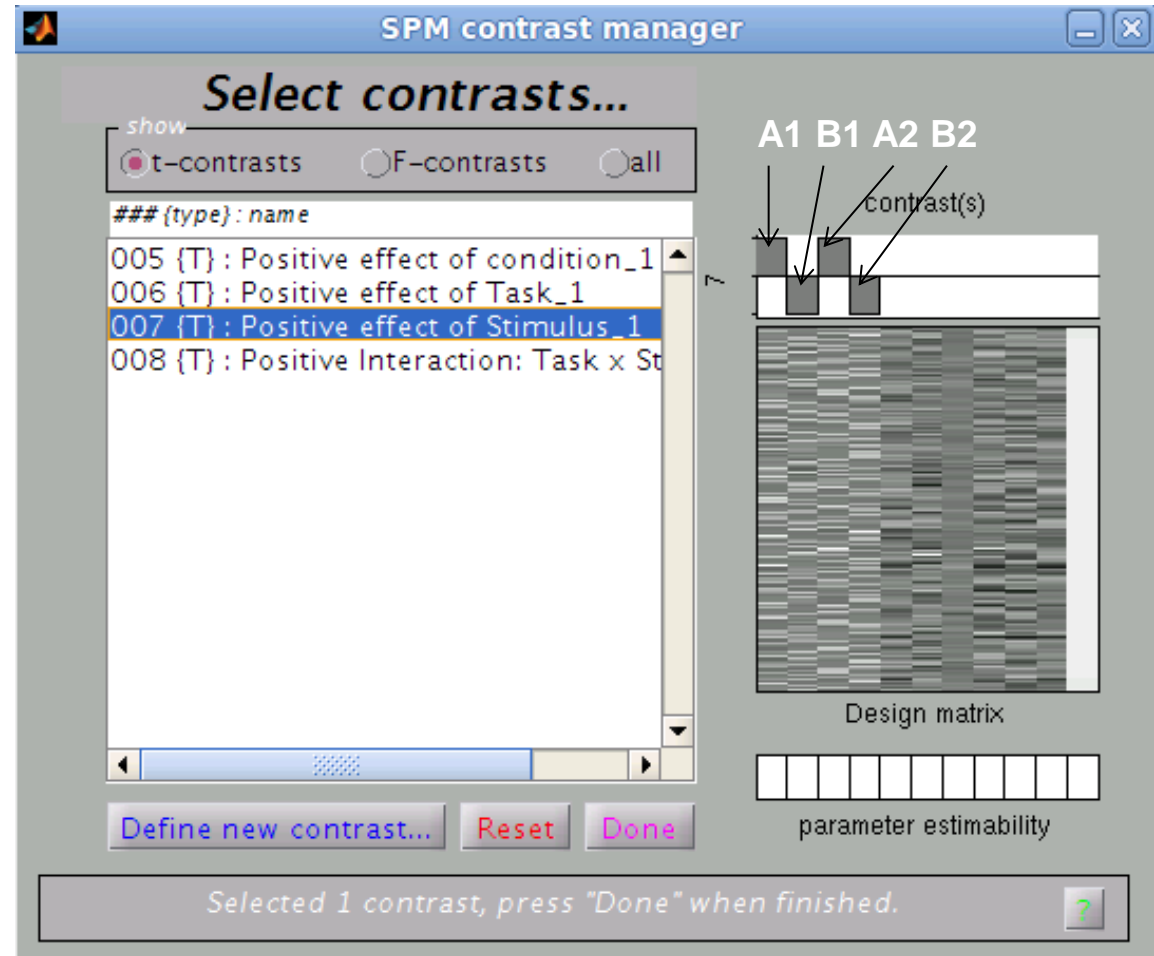 SPM contrast manager
Select contrasts...
show
t-contrasts F-contrasts all
### {type} : name
005 {T} : Positive effect of condition_1
006 {T} : Positive effect of Task_1
007 {T} : Positive effect of Stimulus_1
008 {T} : Positive Interaction: Task x St
Define new contrast... Reset Done
A1 B1 A2 B2
contrast(s)
7
Design matrix
parameter estimability
Selected 1 contrast, press "Done" when finished.
?